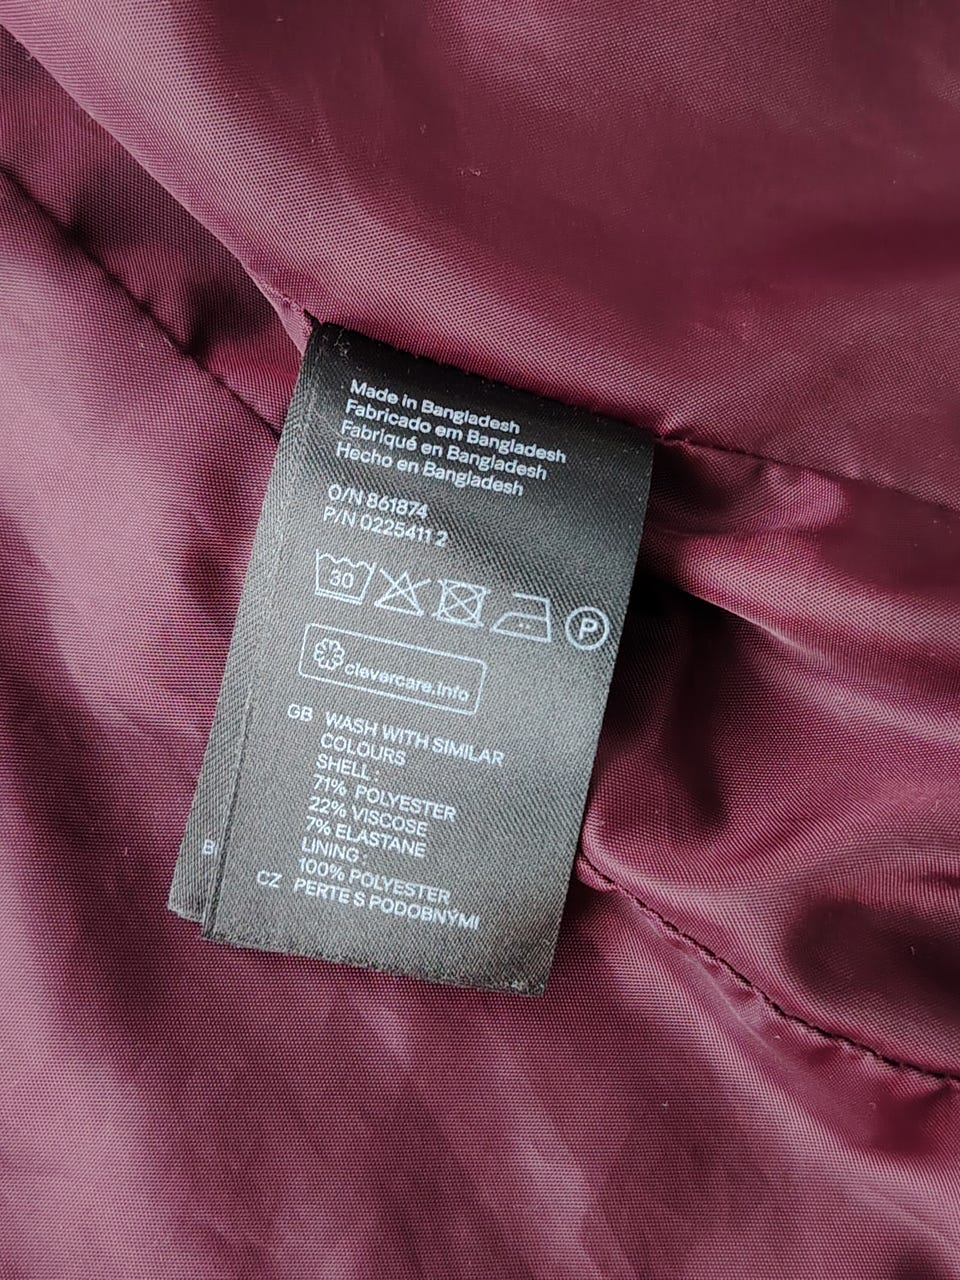 Made in Bangladesh
Fabricado em Bangladesh
Fabriqué en Bangladesh
Hecho en Bangladesh
O/N 861874
P/N 0225411 2
30
P
clevercare.info
GB WASH WITH SIMILAR
COLOURS
SHELL :
71% POLYESTER
22% VISCOSE
7% ELASTANE
LINING :
100% POLYESTER
CZ PERTE S PODOBNÝMI
B